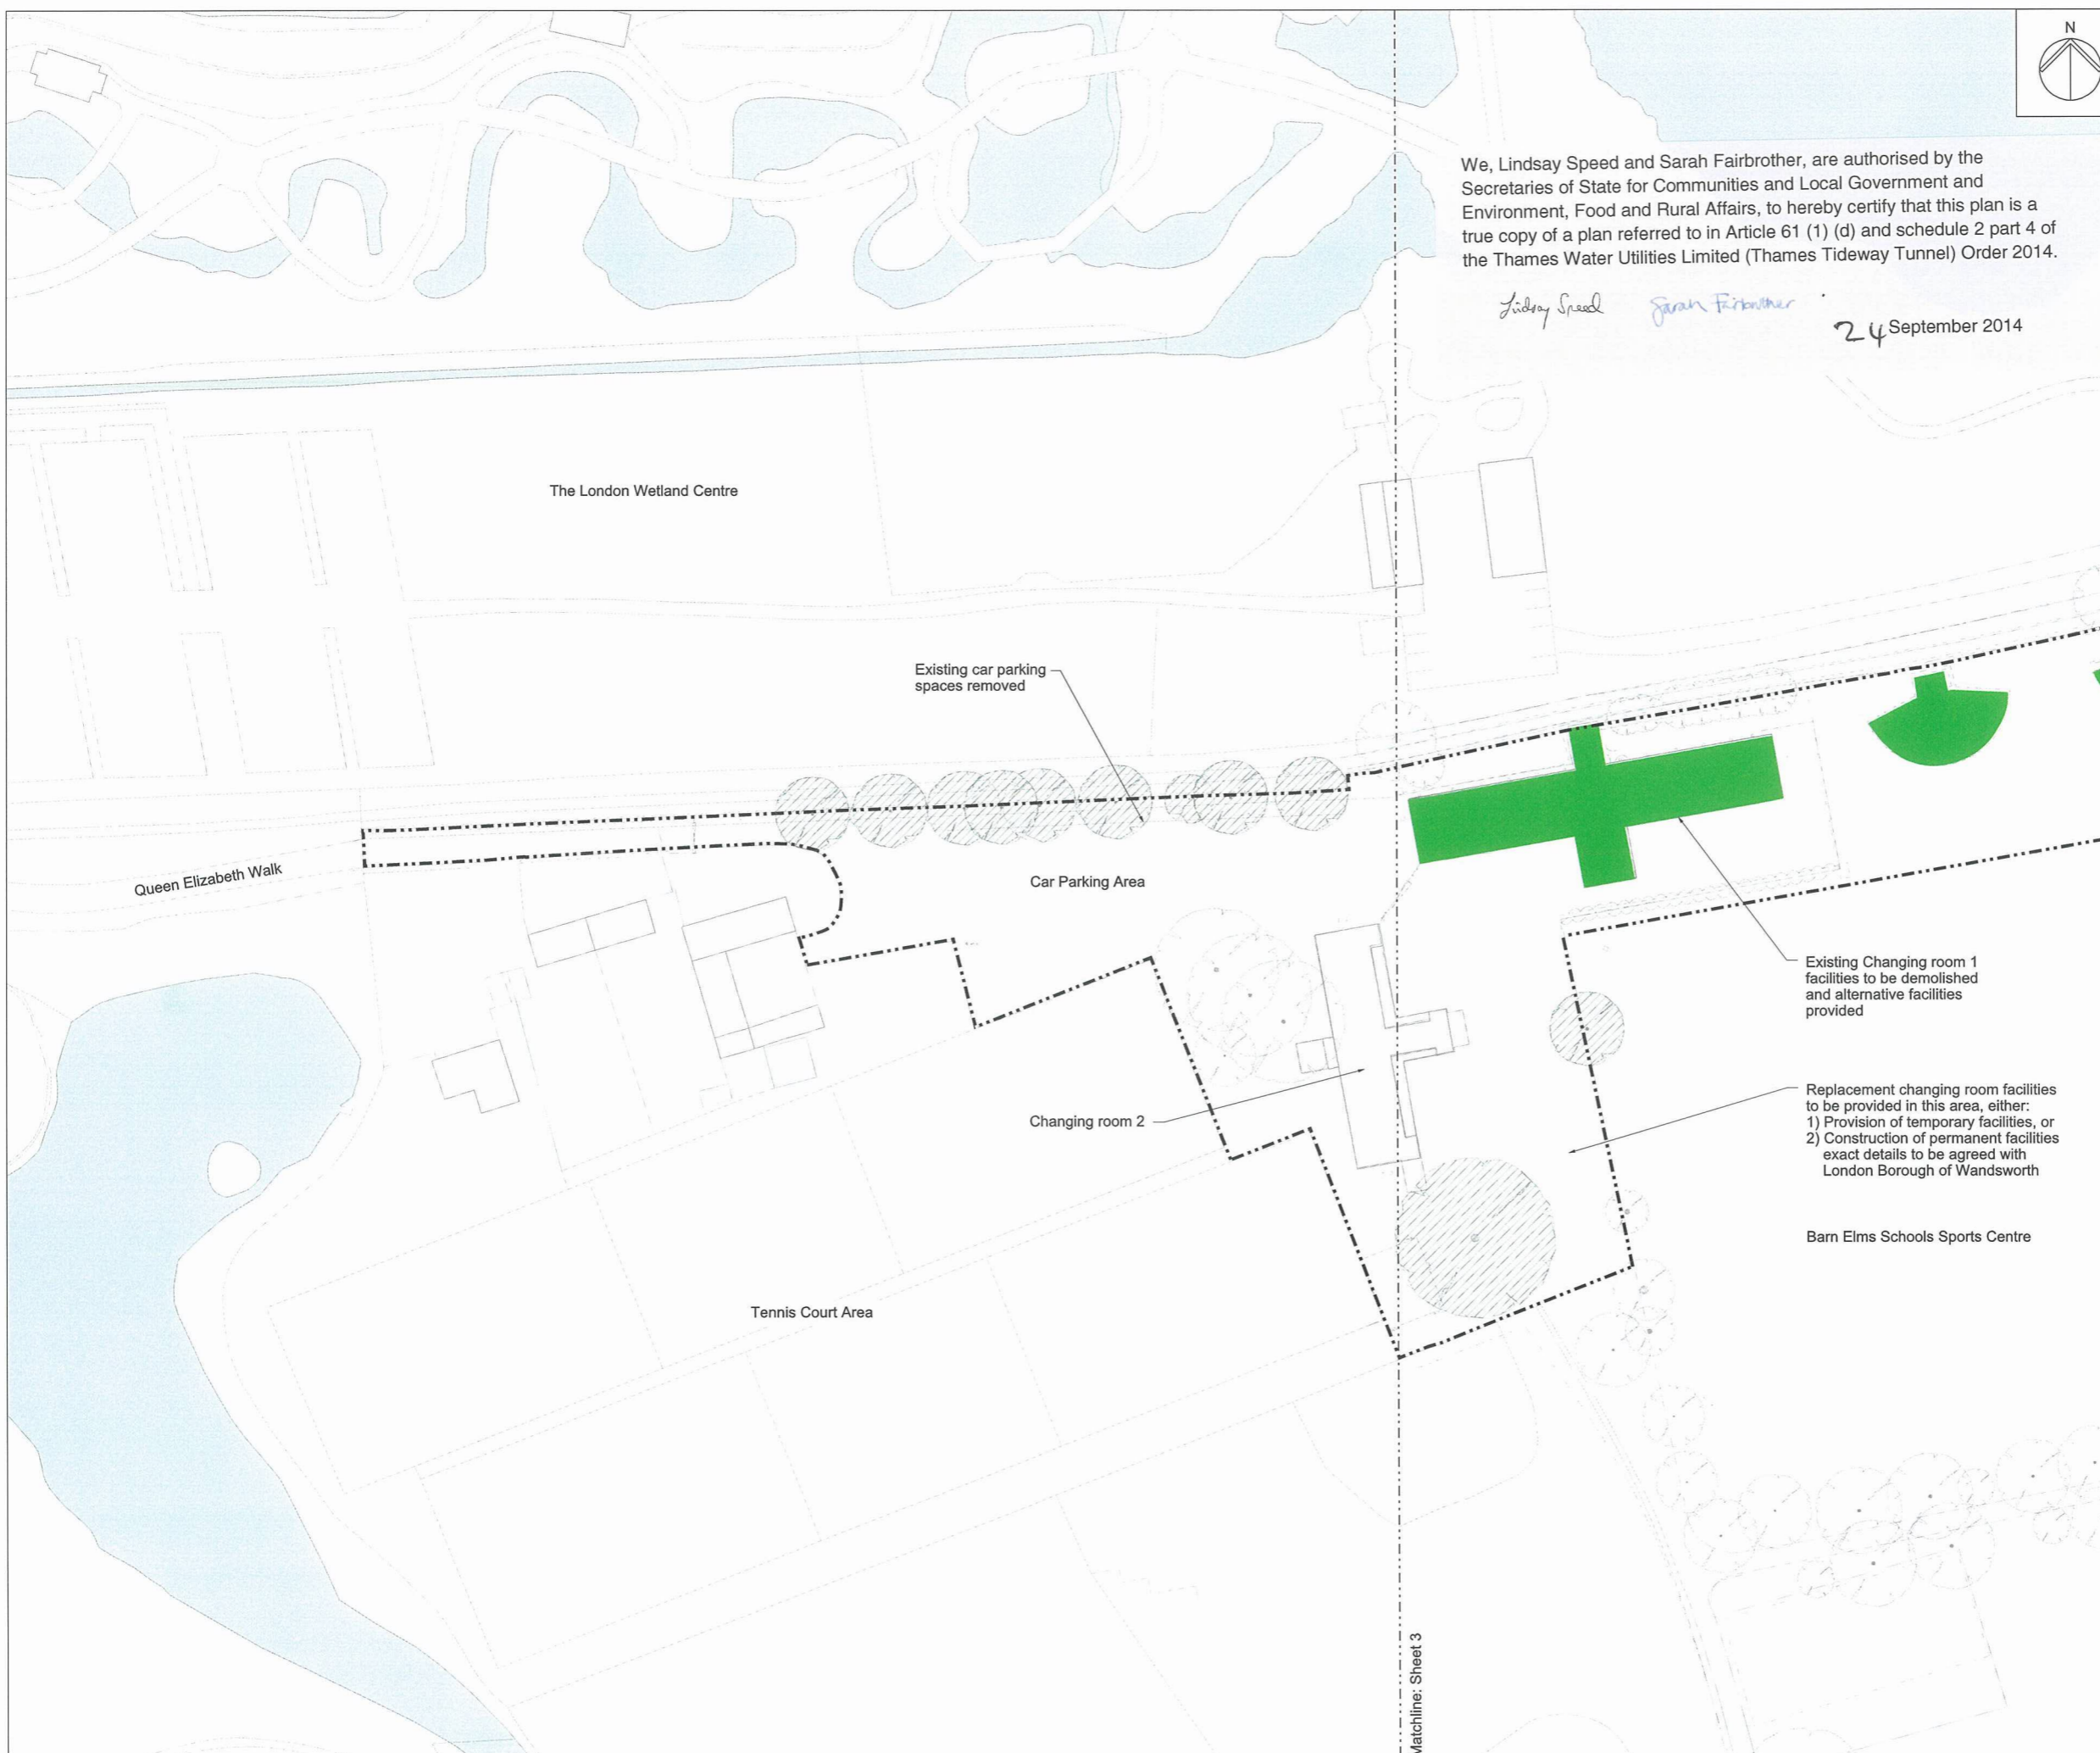 N
We, Lindsay Speed and Sarah Fairbrother, are authorised by the
Secretaries of State for Communities and Local Government and
Environment, Food and Rural Affairs, to hereby certify that this plan is a
true copy of a plan referred to in Article 61 (1) (d) and schedule 2 part 4 of
the Thames Water Utilities Limited (Thames Tideway Tunnel) Order 2014.
Lindsay Speed Sarah Fairbrother
24 September 2014
The London Wetland Centre
Existing car parking
spaces removed
Queen Elizabeth Walk
Car Parking Area
Existing Changing room 1
facilities to be demolished
and alternative facilities
provided
Changing room 2
Replacement changing room facilities
to be provided in this area, either:
1) Provision of temporary facilities, or
2) Construction of permanent facilities
exact details to be agreed with
London Borough of Wandsworth
Barn Elms Schools Sports Centre
Tennis Court Area
Matchline: Sheet 3